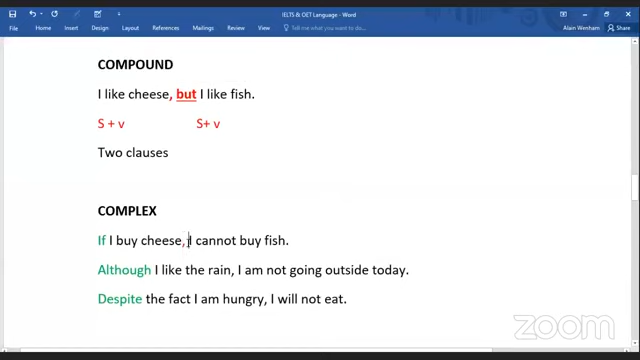 IELTS & OET Language - Word
File Home Insert Design Layout References Mailings Review View Tell me what you want to do... Alain Wenham Share
COMPOUND
I like cheese, but I like fish.
S + v S+ v
Two clauses
COMPLEX
If I buy cheese, I cannot buy fish.
Although I like the rain, I am not going outside today.
Despite the fact I am hungry, I will not eat.
zoom